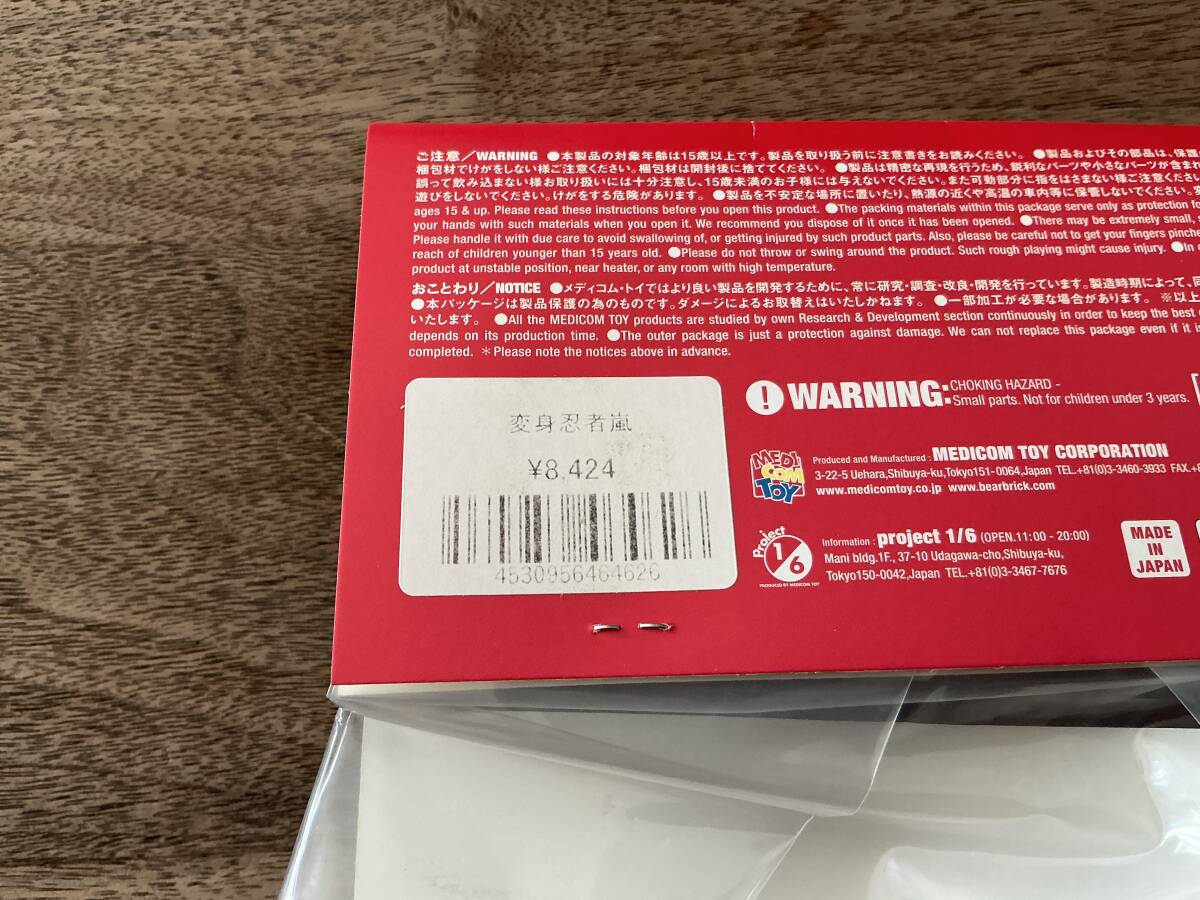 ご注意／WARNING ●本製品の対象年齢は15歳以上です。製品を取り扱う前に注意書きをお読みください。 ●製品およびその部品は、保護
梱包材でけがをしない様ご注意ください。梱包材は開封後に捨ててください。 ●製品は精密な再現を行うため、鋭利なパーツや小さなパーツが含まれ
誤って飲み込まない様お取り扱いには十分注意し、15歳未満のお子様には与えないでください。また可動部分に指をはさまない様ご注意ください
遊びをしないでください。けがをする危険があります。 ●製品を不安定な場所に置いたり、熱源の近くや高温の車内等に保管しないでください。
ages 15 & up. Please read these instructions before you open this product. ●The packing materials within this package serve only as protection fo
your hands with such materials when you open it. We recommend you dispose of it once it has been opened. ●There may be extremely small,
Please handle it with due care to avoid swallowing of, or getting injured by such product parts. Also, please be careful not to get your fingers pinche
reach of children younger than 15 years old. ●Please do not throw or swing around the product. Such rough playing might cause injury. ●In
product at unstable position, near heater, or any room with high temperature.
おことわり／NOTICE ●メディコム・トイではより良い製品を開発するために、常に研究・調査・改良・開発を行っています。製造時期によって、同
●本パッケージは製品保護の為のものです。ダメージによるお取替えはいたしかねます。 ●一部加工が必要な場合があります。 ※以上
いたします。 ●All the MEDICOM TOY products are studied by own Research & Development section continuously in order to keep the best
depends on its production time. ●The outer package is just a protection against damage. We can not replace this package even if it is
completed. ＊Please note the notices above in advance.
変身忍者嵐
¥8,424
4530956464626
! WARNING: CHOKING HAZARD -
Small parts. Not for children under 3 years.
MEDI
COM
TOY
Produced and Manufactured : MEDICOM TOY CORPORATION
3-22-5 Uehara,Shibuya-ku,Tokyo151-0064,Japan TEL.+81(0)3-3460-3933 FAX.+8
www.medicomtoy.co.jp www.bearbrick.com
Project
1/6
PRODUCED BY MEDICOM TOY
Information : project 1/6 (OPEN.11:00 - 20:00)
Mani bldg.1F., 37-10 Udagawa-cho,Shibuya-ku,
Tokyo150-0042,Japan TEL.+81(0)3-3467-7676
MADE
IN
JAPAN